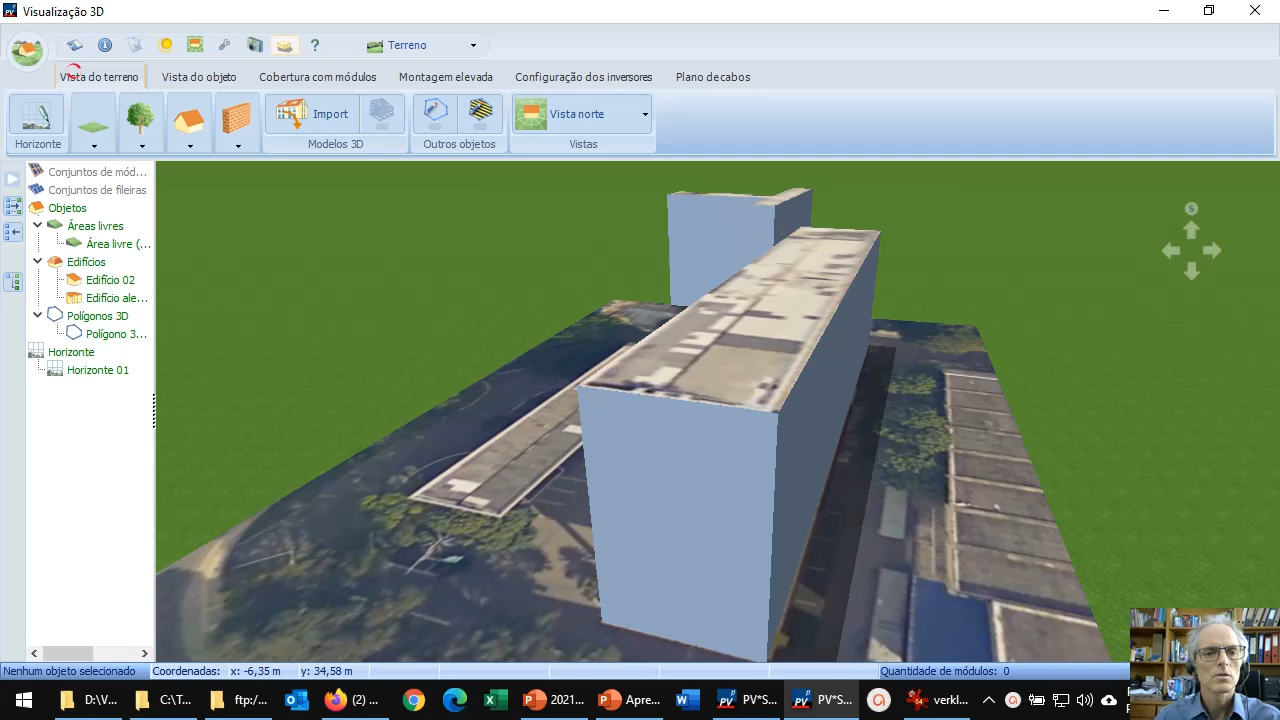 Visualização 3D
Terreno
Vista do terreno Vista do objeto Cobertura com módulos Montagem elevada Configuração dos inversores Plano de cabos
Import Vista norte
Horizonte Modelos 3D Outros objetos Vistas
Conjuntos de mód...
Conjuntos de fileiras
Objetos
Áreas livres
Área livre (...
Edifícios
Edifício 02
Edifício ale...
Polígonos 3D
Polígono 3...
Horizonte
Horizonte 01
S
Nenhum objeto selecionado Coordenadas: x: -6,35 m y: 34,58 m Quantidade de módulos: 0
D:\V... C:\T... ftp:/... (2) ... 2021... Apre... PV*S... PV*S... verkl...